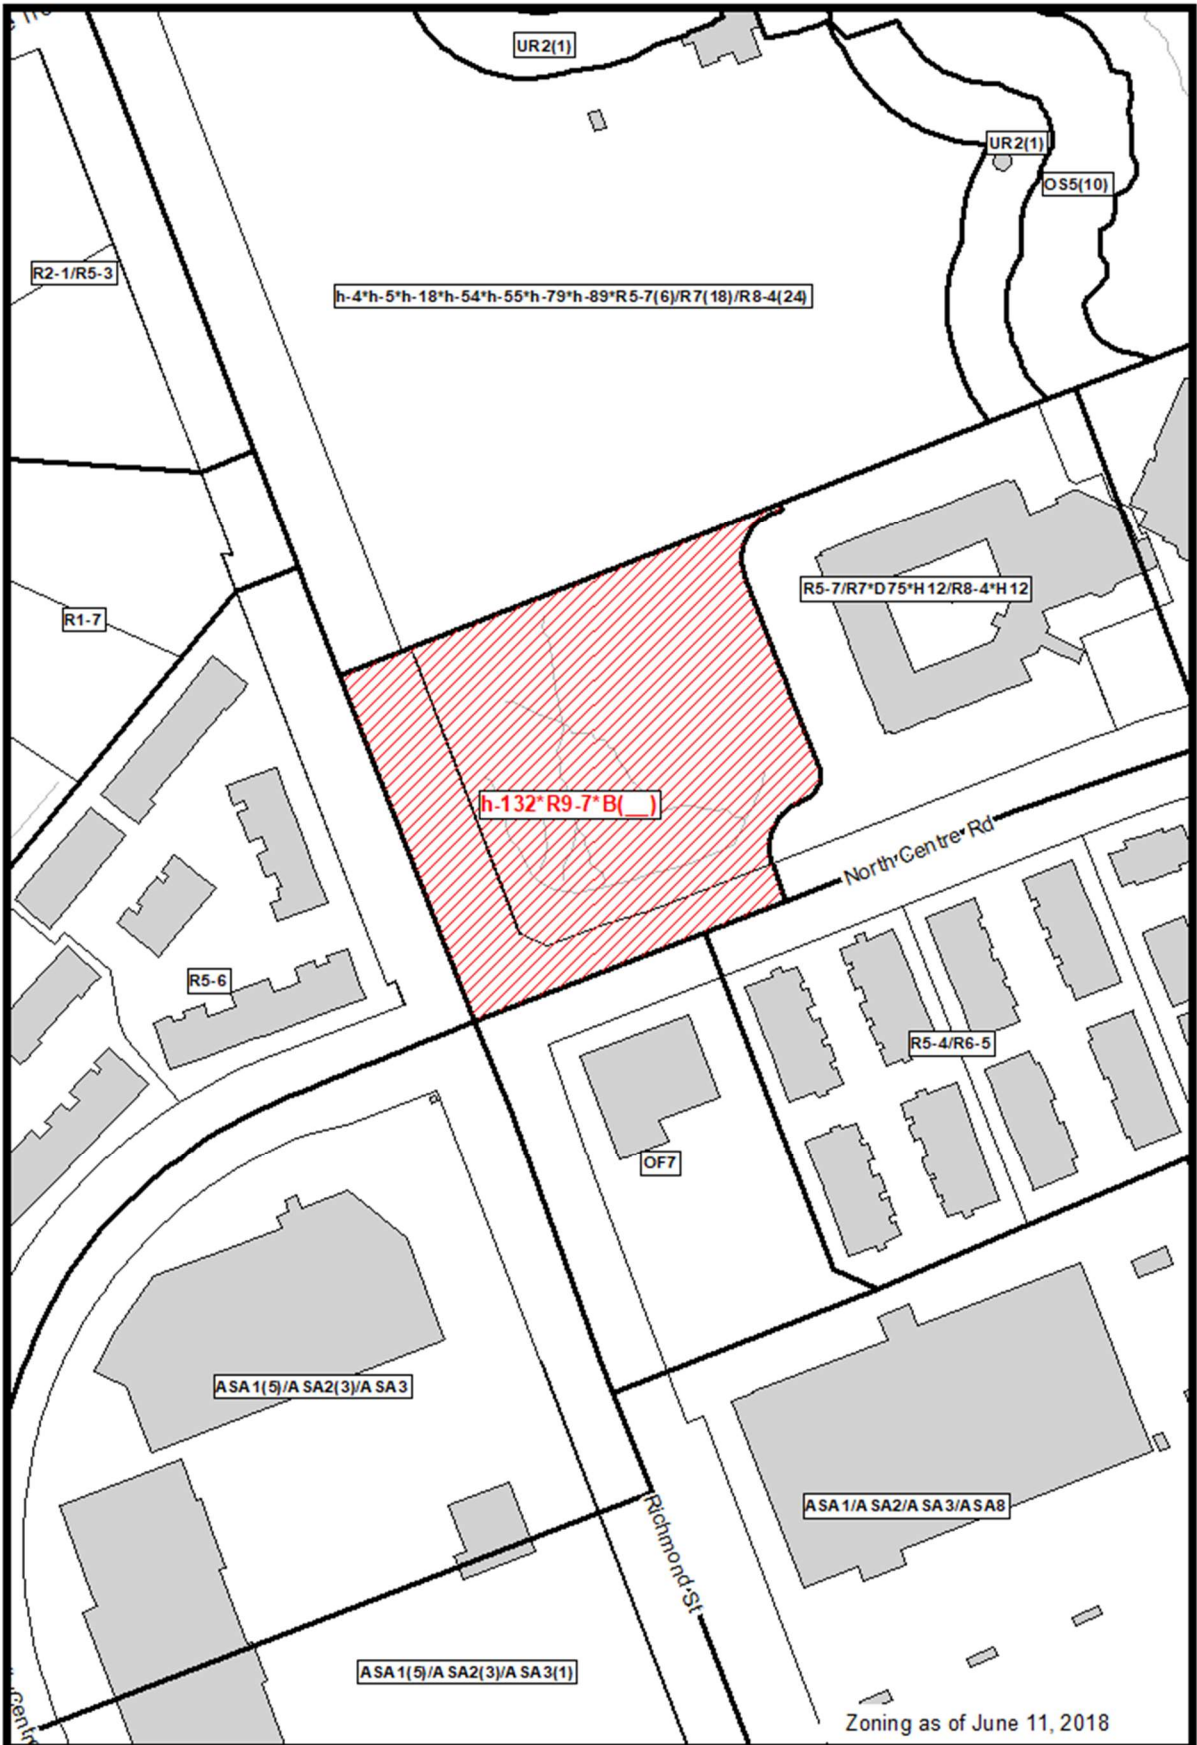 UR2(1)
UR2(1)
OS5(10)
R2-1/R5-3
h-4*h-5*h-18*h-54*h-55*h-79*h-89*R5-7(6)/R7(18)/R8-4(24)
R5-7/R7*D75*H12/R8-4*H12
R1-7
h-132*R9-7*B(__)
North Centre Rd
R5-6
R5-4/R6-5
OF7
ASA1(5)/ASA2(3)/ASA3
ASA1/ASA2/ASA3/ASA8
Richmond St
ASA1(5)/ASA2(3)/ASA3(1)
Zoning as of June 11, 2018